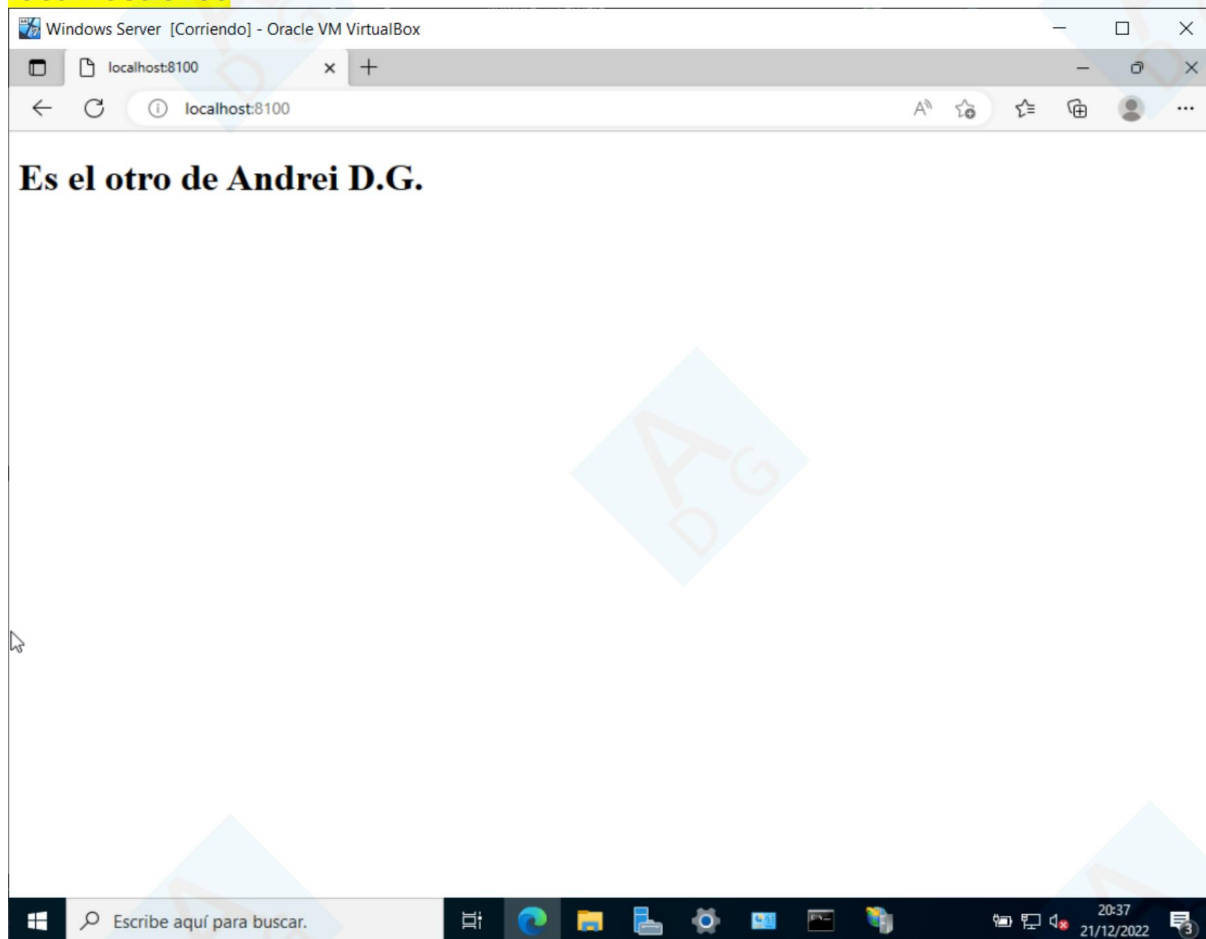 Windows Server [Corriendo] - Oracle VM VirtualBox
localhost:8100
localhost:8100
Es el otro de Andrei D.G.
A
D G
Escribe aquí para buscar.
20:37
21/12/2022
3